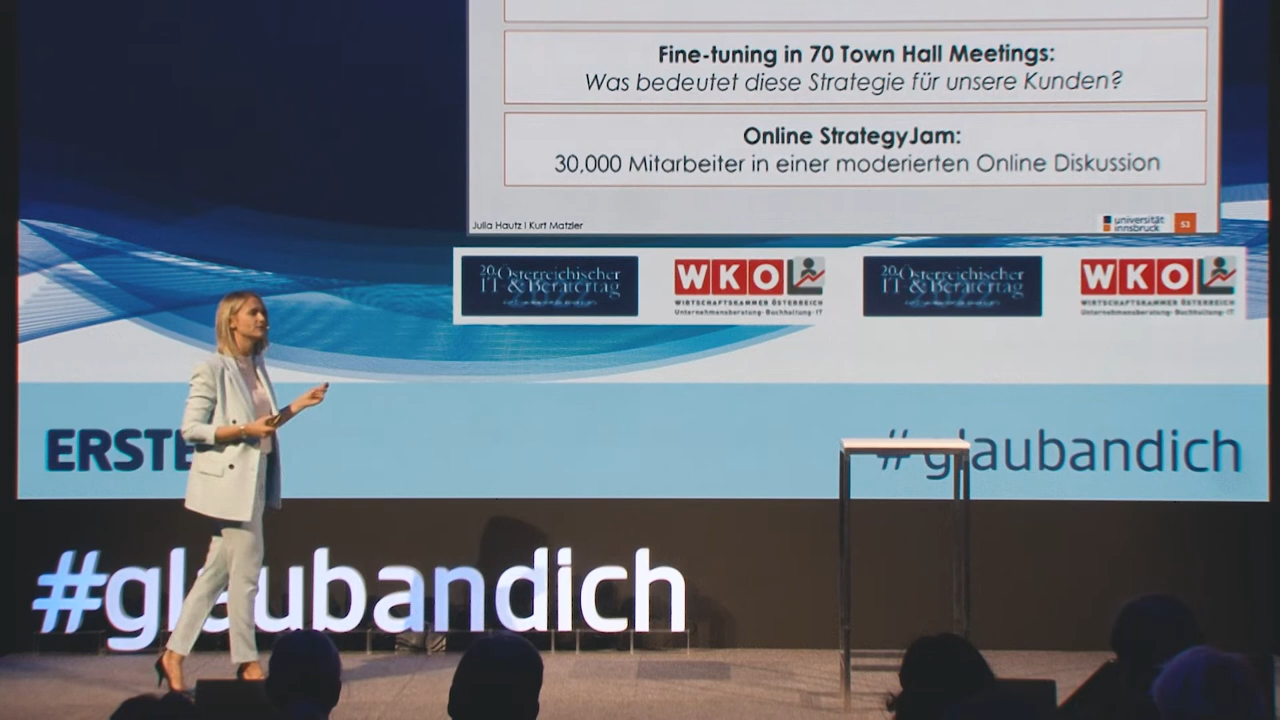 Fine-tuning in 70 Town Hall Meetings:
Was bedeutet diese Strategie für unsere Kunden?
Online StrategyJam:
30,000 Mitarbeiter in einer moderierten Online Diskussion
Julia Hautz I Kurt Matzler
universität
innsbruck
53
20. Österreichischer
IT & Beratertag
WKO
WIRTSCHAFTSKAMMER ÖSTERREICH
Unternehmensberatung · Buchhaltung · IT
20. Österreichischer
IT & Beratertag
WKO
WIRTSCHAFTSKAMMER ÖSTERREICH
Unternehmensberatung · Buchhaltung · IT
ERSTE
#glaubandich
#glaubandich